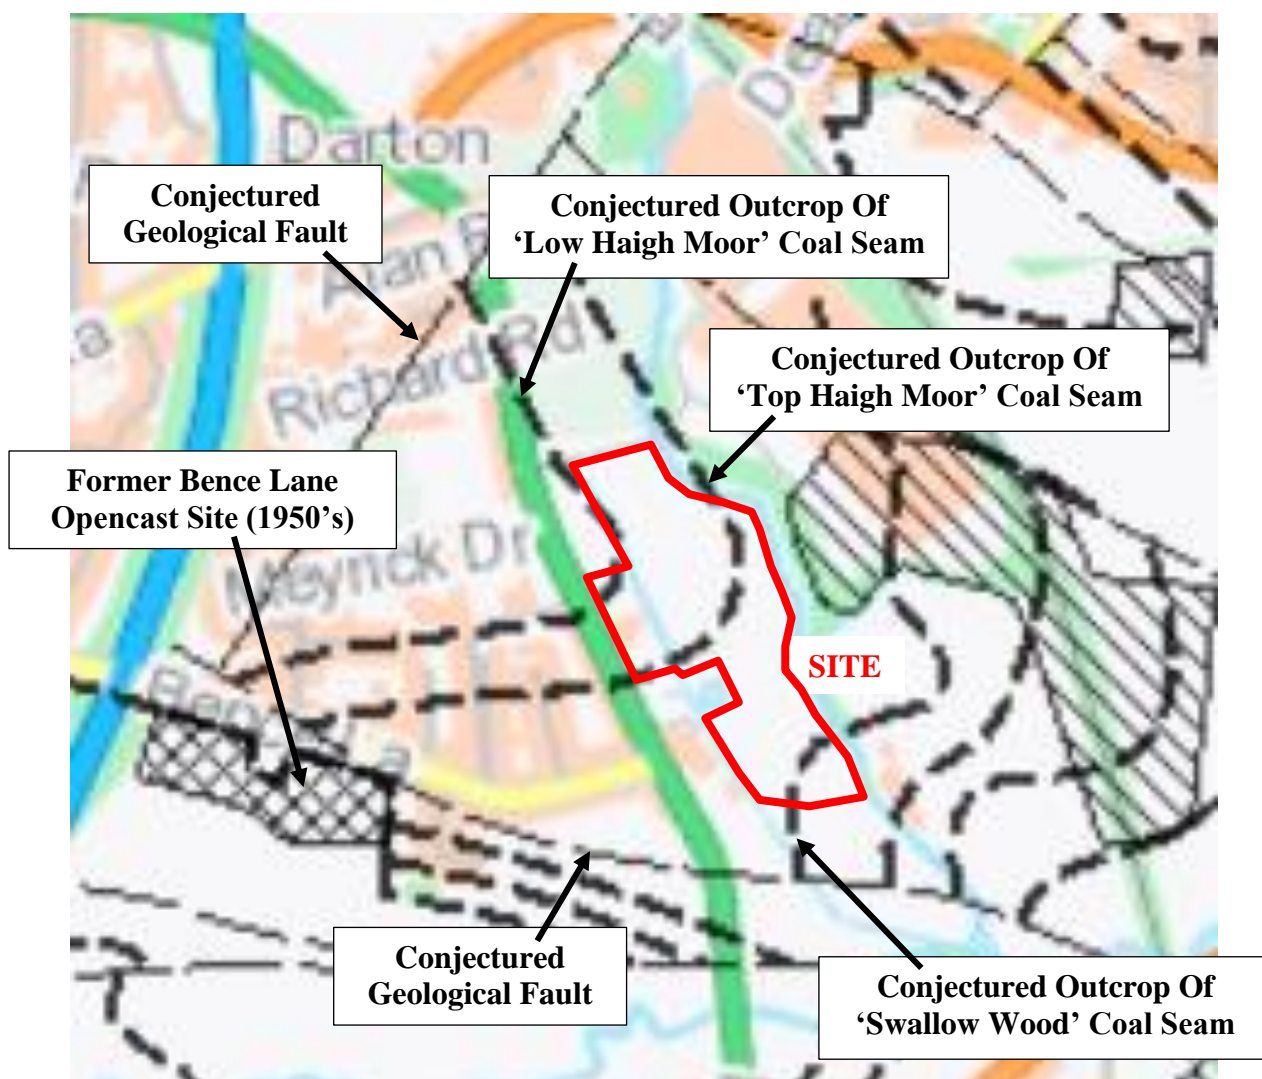 Darton
Conjectured
Geological Fault
Conjectured Outcrop Of
‘Low Haigh Moor’ Coal Seam
Richard Rd
Conjectured Outcrop Of
‘Top Haigh Moor’ Coal Seam
Former Bence Lane
Opencast Site (1950’s)
Meyrick Dr
SITE
Conjectured
Geological Fault
Conjectured Outcrop Of
‘Swallow Wood’ Coal Seam